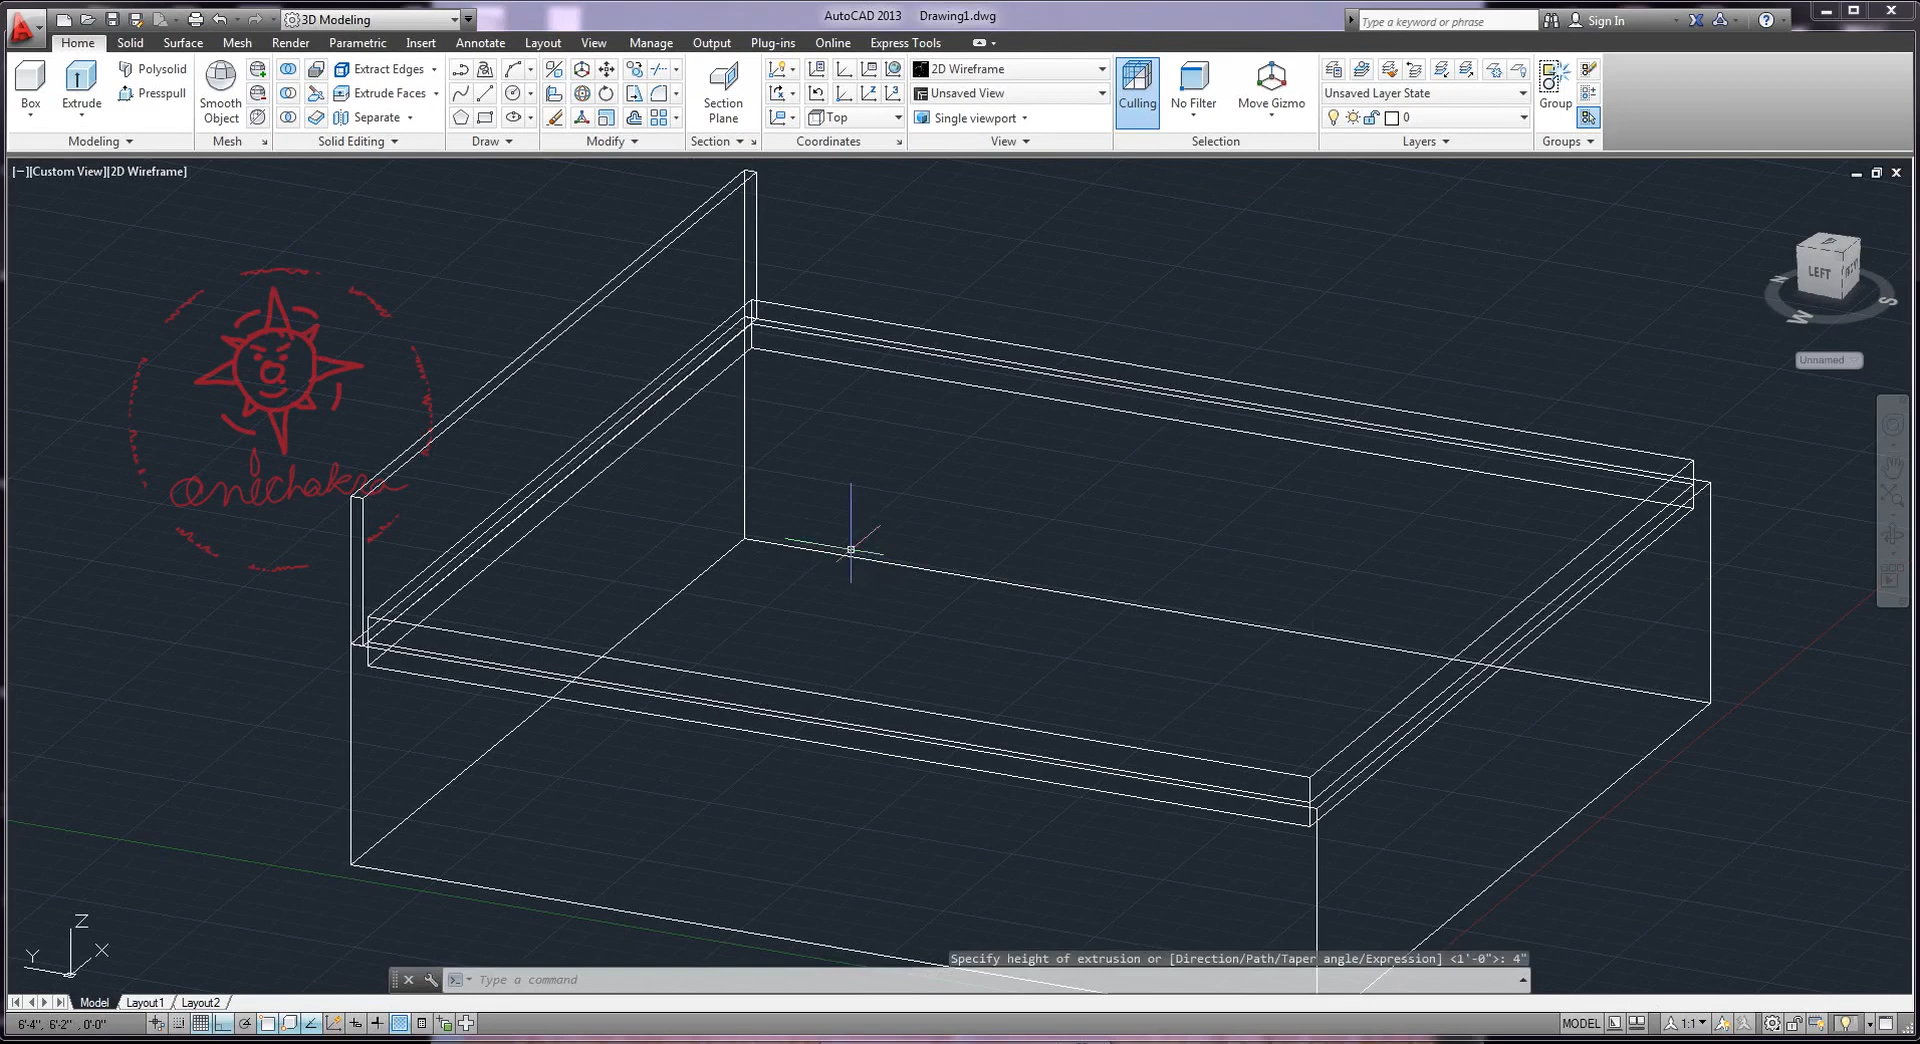 3D Modeling
AutoCAD 2013 Drawing1.dwg
Type a keyword or phrase
Sign In
Home Solid Surface Mesh Render Parametric Insert Annotate Layout View Manage Output Plug-ins Online Express Tools
Box
Extrude
Polysolid
Presspull
Smooth
Object
Extract Edges
Extrude Faces
Separate
Section
Plane
Top
2D Wireframe
Unsaved View
Single viewport
Culling
No Filter
Move Gizmo
Unsaved Layer State
0
Group
Modeling
Mesh
Solid Editing
Draw
Modify
Section
Coordinates
View
Selection
Layers
Groups
[−][Custom View][2D Wireframe]
LEFT
N
S
W
Unnamed
onechakra
Z
Y
X
Specify height of extrusion or [Direction/Path/Taper angle/Expression] <1'-0">: 4"
Type a command
Model Layout1 Layout2
6'-4", 6'-2" , 0'-0"
MODEL
1:1